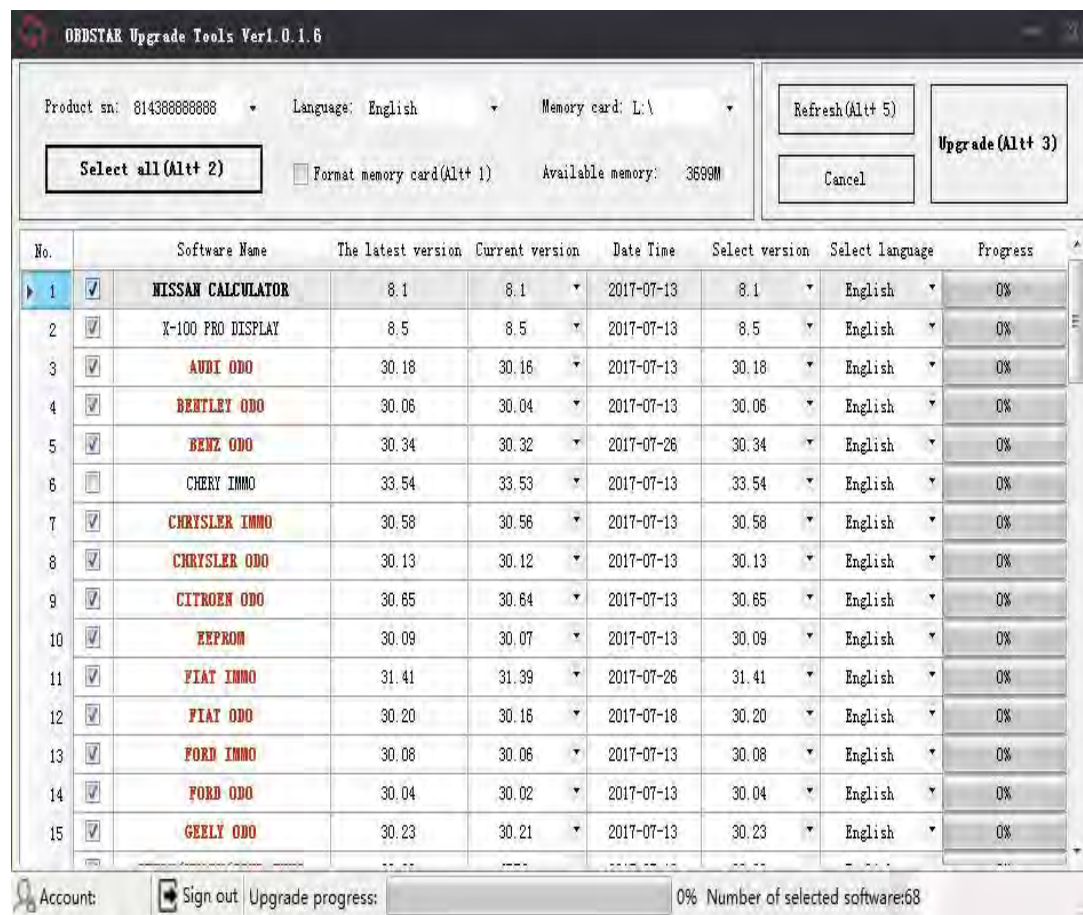 OBDSTAR Upgrade Tools Ver1.0.1.6
Product sn: 814388888888 Language: English Memory card: L:\ Refresh(Alt+ 5)
Upgrade(Alt+ 3)
Select all(Alt+ 2) Format memory card(Alt+ 1) Available memory: 3699M Cancel
No. Software Name The latest version Current version Date Time Select version Select language Progress
1 NISSAN CALCULATOR 8.1 8.1 2017-07-13 8.1 English 0%
2 X-100 PRO DISPLAY 8.5 8.5 2017-07-13 8.5 English 0%
3 AUDI ODO 30.18 30.16 2017-07-13 30.18 English 0%
4 BENTLEY ODO 30.06 30.04 2017-07-13 30.06 English 0%
5 BENZ ODO 30.34 30.32 2017-07-26 30.34 English 0%
6 CHERY IMMO 33.54 33.53 2017-07-13 33.54 English 0%
7 CHRYSLER IMMO 30.58 30.56 2017-07-13 30.58 English 0%
8 CHRYSLER ODO 30.13 30.12 2017-07-13 30.13 English 0%
9 CITROEN ODO 30.65 30.64 2017-07-13 30.65 English 0%
10 EEPROM 30.09 30.07 2017-07-13 30.09 English 0%
11 FIAT IMMO 31.41 31.39 2017-07-26 31.41 English 0%
12 FIAT ODO 30.20 30.16 2017-07-18 30.20 English 0%
13 FORD IMMO 30.08 30.06 2017-07-13 30.08 English 0%
14 FORD ODO 30.04 30.02 2017-07-13 30.04 English 0%
15 GEELY ODO 30.23 30.21 2017-07-13 30.23 English 0%
Account: Sign out Upgrade progress: 0% Number of selected software:68